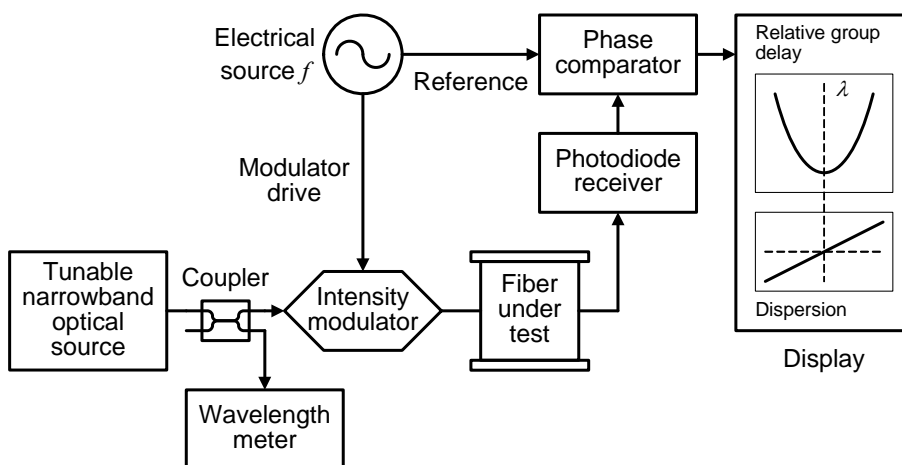 Electrical
source f
Reference
Phase
comparator
Relative group
delay
λ
Modulator
drive
Photodiode
receiver
Tunable
narrowband
optical
source
Coupler
Intensity
modulator
Fiber
under
test
Dispersion
Display
Wavelength
meter